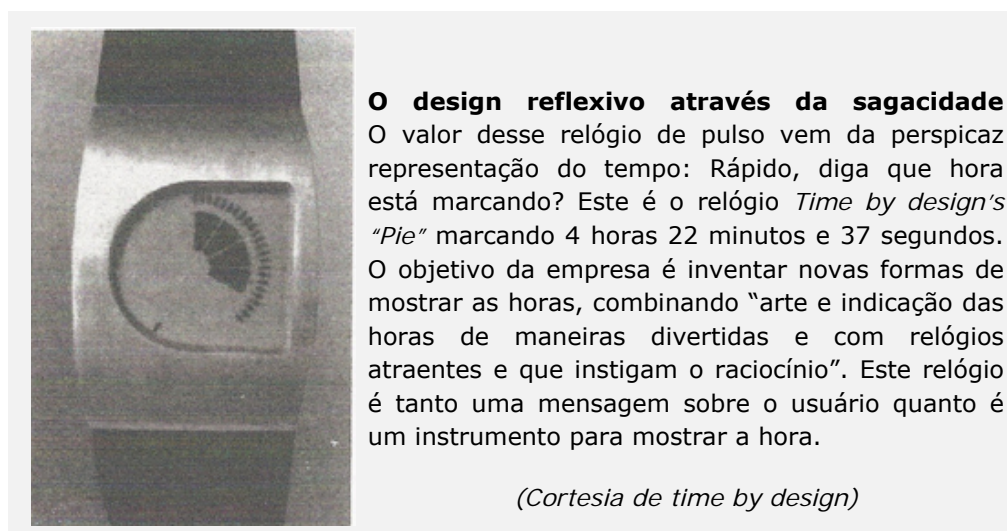 O design reflexivo através da sagacidade
O valor desse relógio de pulso vem da perspicaz
representação do tempo: Rápido, diga que hora
está marcando? Este é o relógio Time by design’s
“Pie” marcando 4 horas 22 minutos e 37 segundos.
O objetivo da empresa é inventar novas formas de
mostrar as horas, combinando “arte e indicação das
horas de maneiras divertidas e com relógios
atraentes e que instigam o raciocínio”. Este relógio
é tanto uma mensagem sobre o usuário quanto é
um instrumento para mostrar a hora.
(Cortesia de time by design)